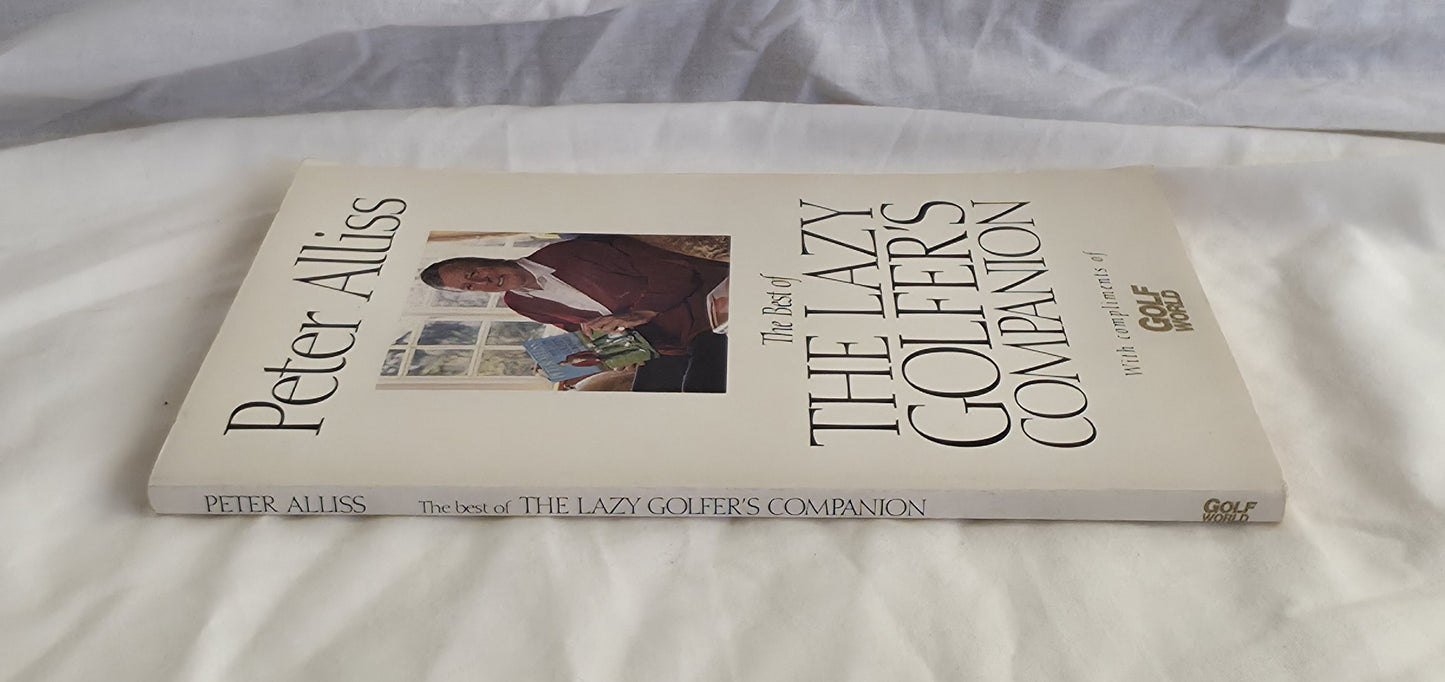 Peter Alliss
The Best of
THE LAZY
GOLFER'S
COMPANION
With compliments of
GOLF
WORLD
PETER ALLISS The best of THE LAZY GOLFER'S COMPANION GOLF
WORLD